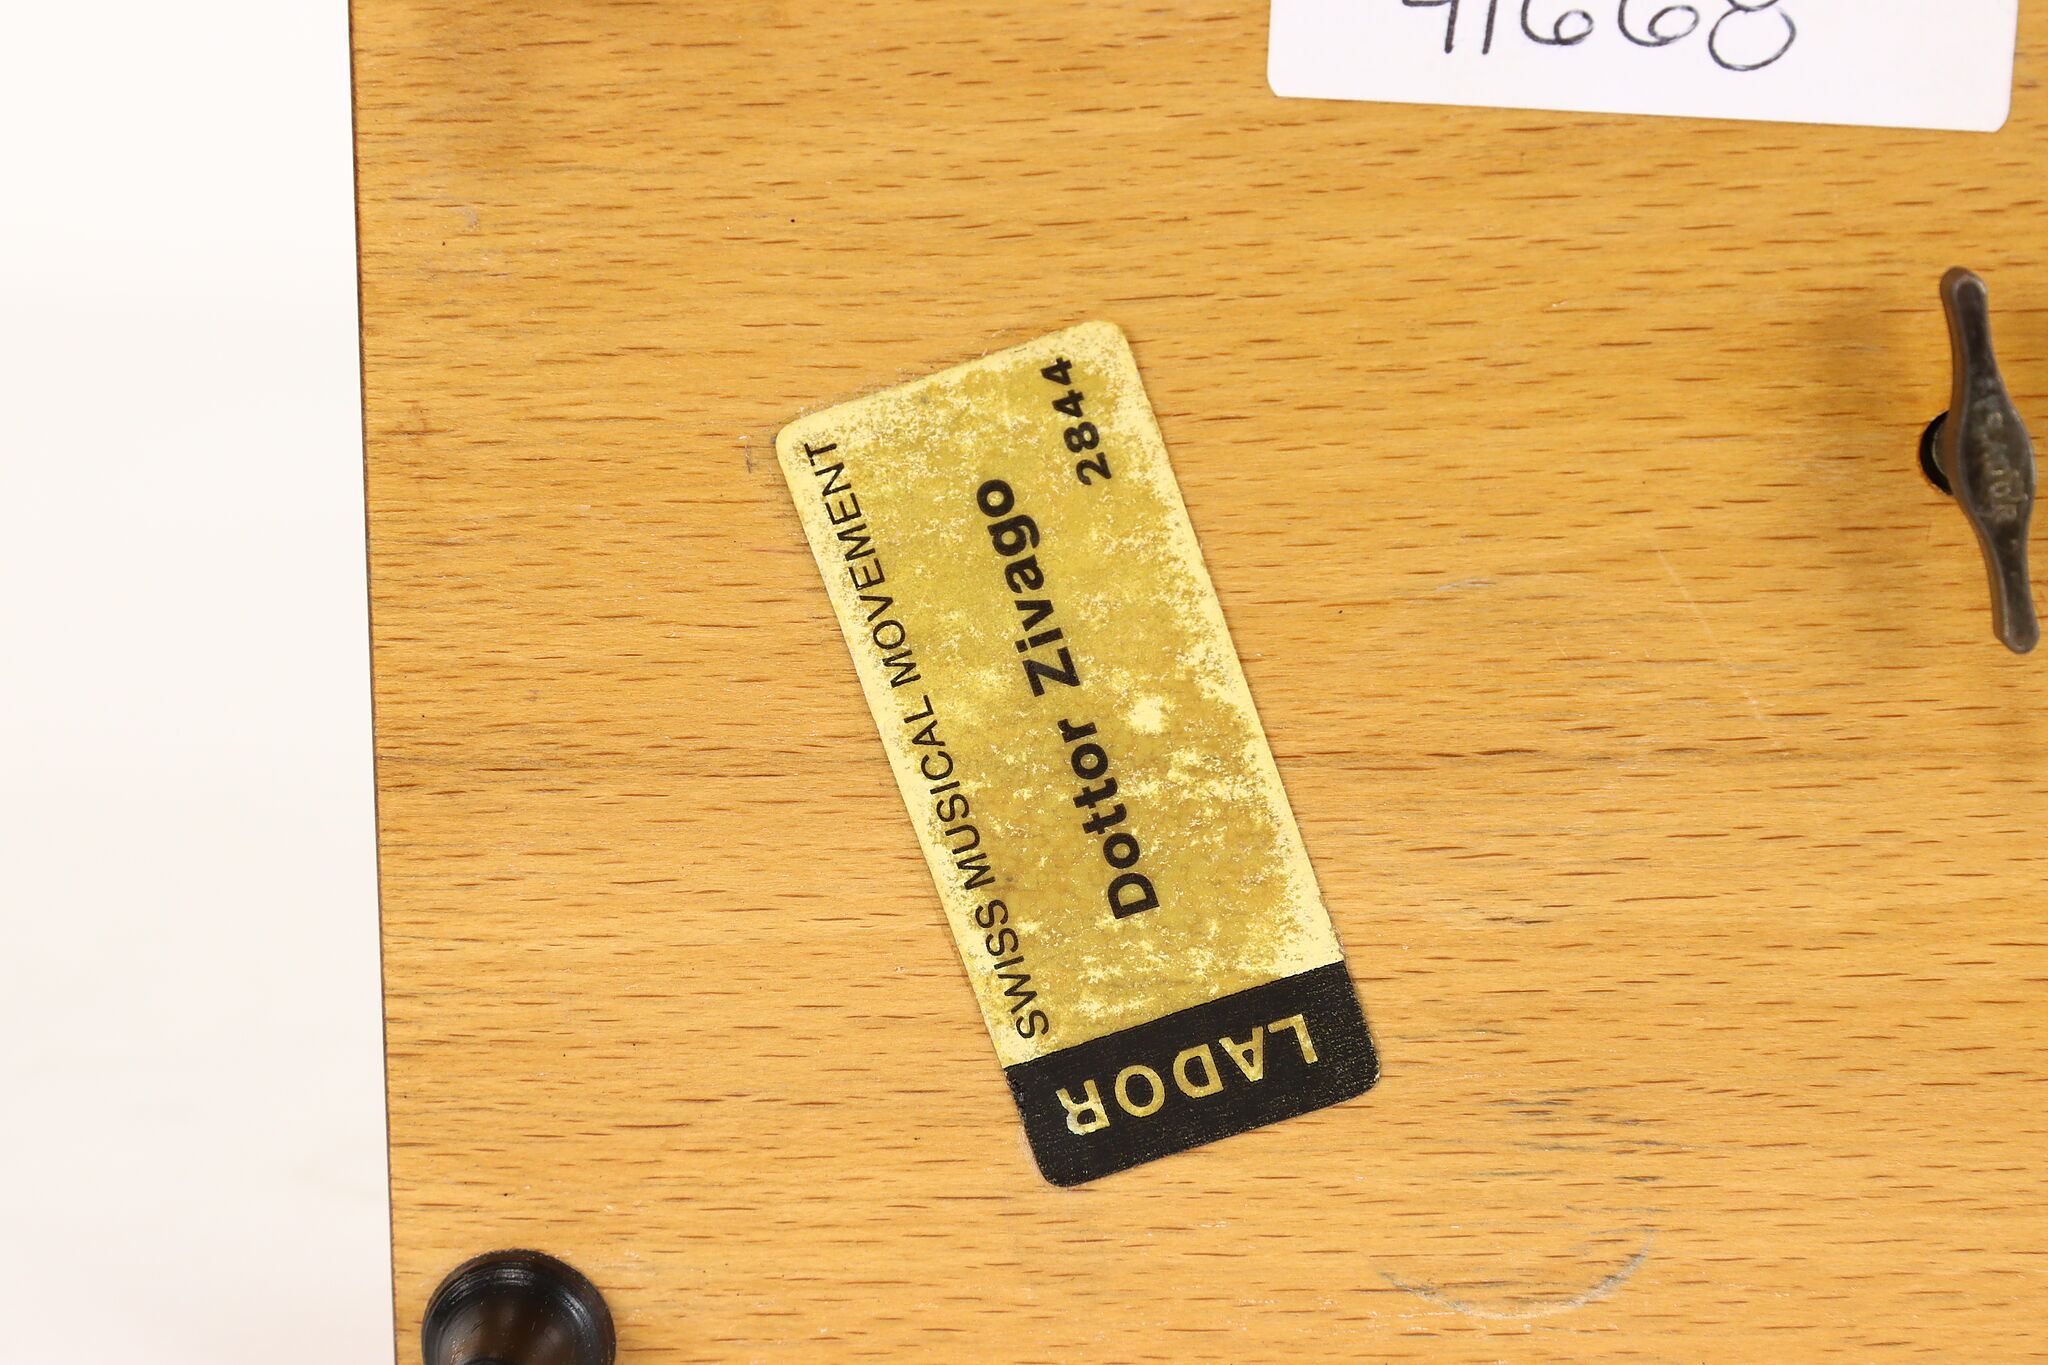 41668
LADOR
SWISS MUSICAL MOVEMENT
Dottor Zivago
2844